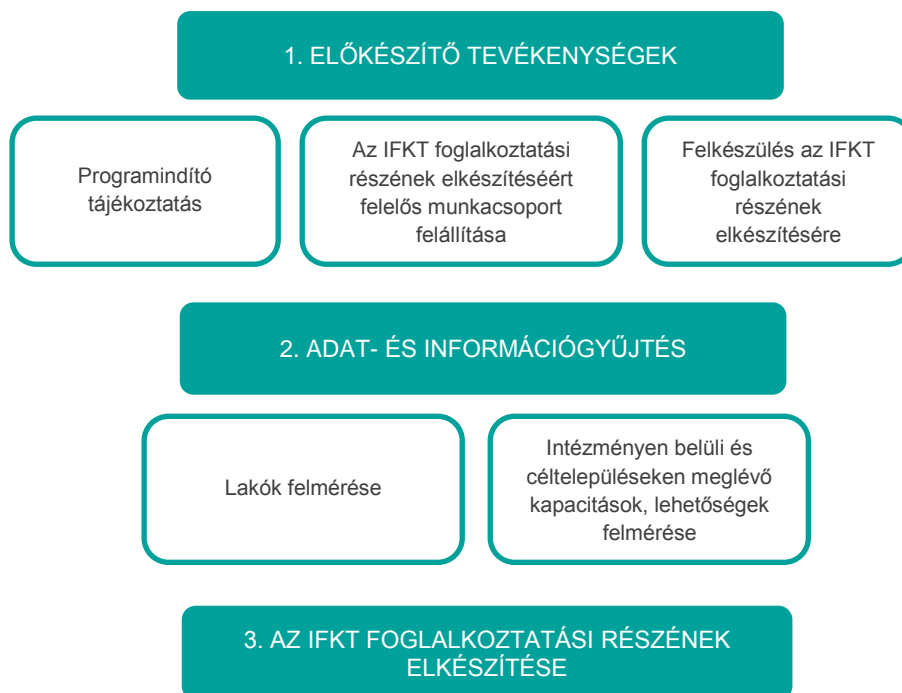 1. ELŐKÉSZÍTŐ TEVÉKENYSÉGEK
Programindító
tájékoztatás
Az IFKT foglalkoztatási
részének elkészítéséért
felelős munkacsoport
felállítása
Felkészülés az IFKT
foglalkoztatási
részének
elkészítésére
2. ADAT- ÉS INFORMÁCIÓGYŰJTÉS
Lakók felmérése
Intézményen belüli és
céltelepüléseken meglévő
kapacitások, lehetőségek
felmérése
3. AZ IFKT FOGLALKOZTATÁSI RÉSZÉNEK
ELKÉSZÍTÉSE